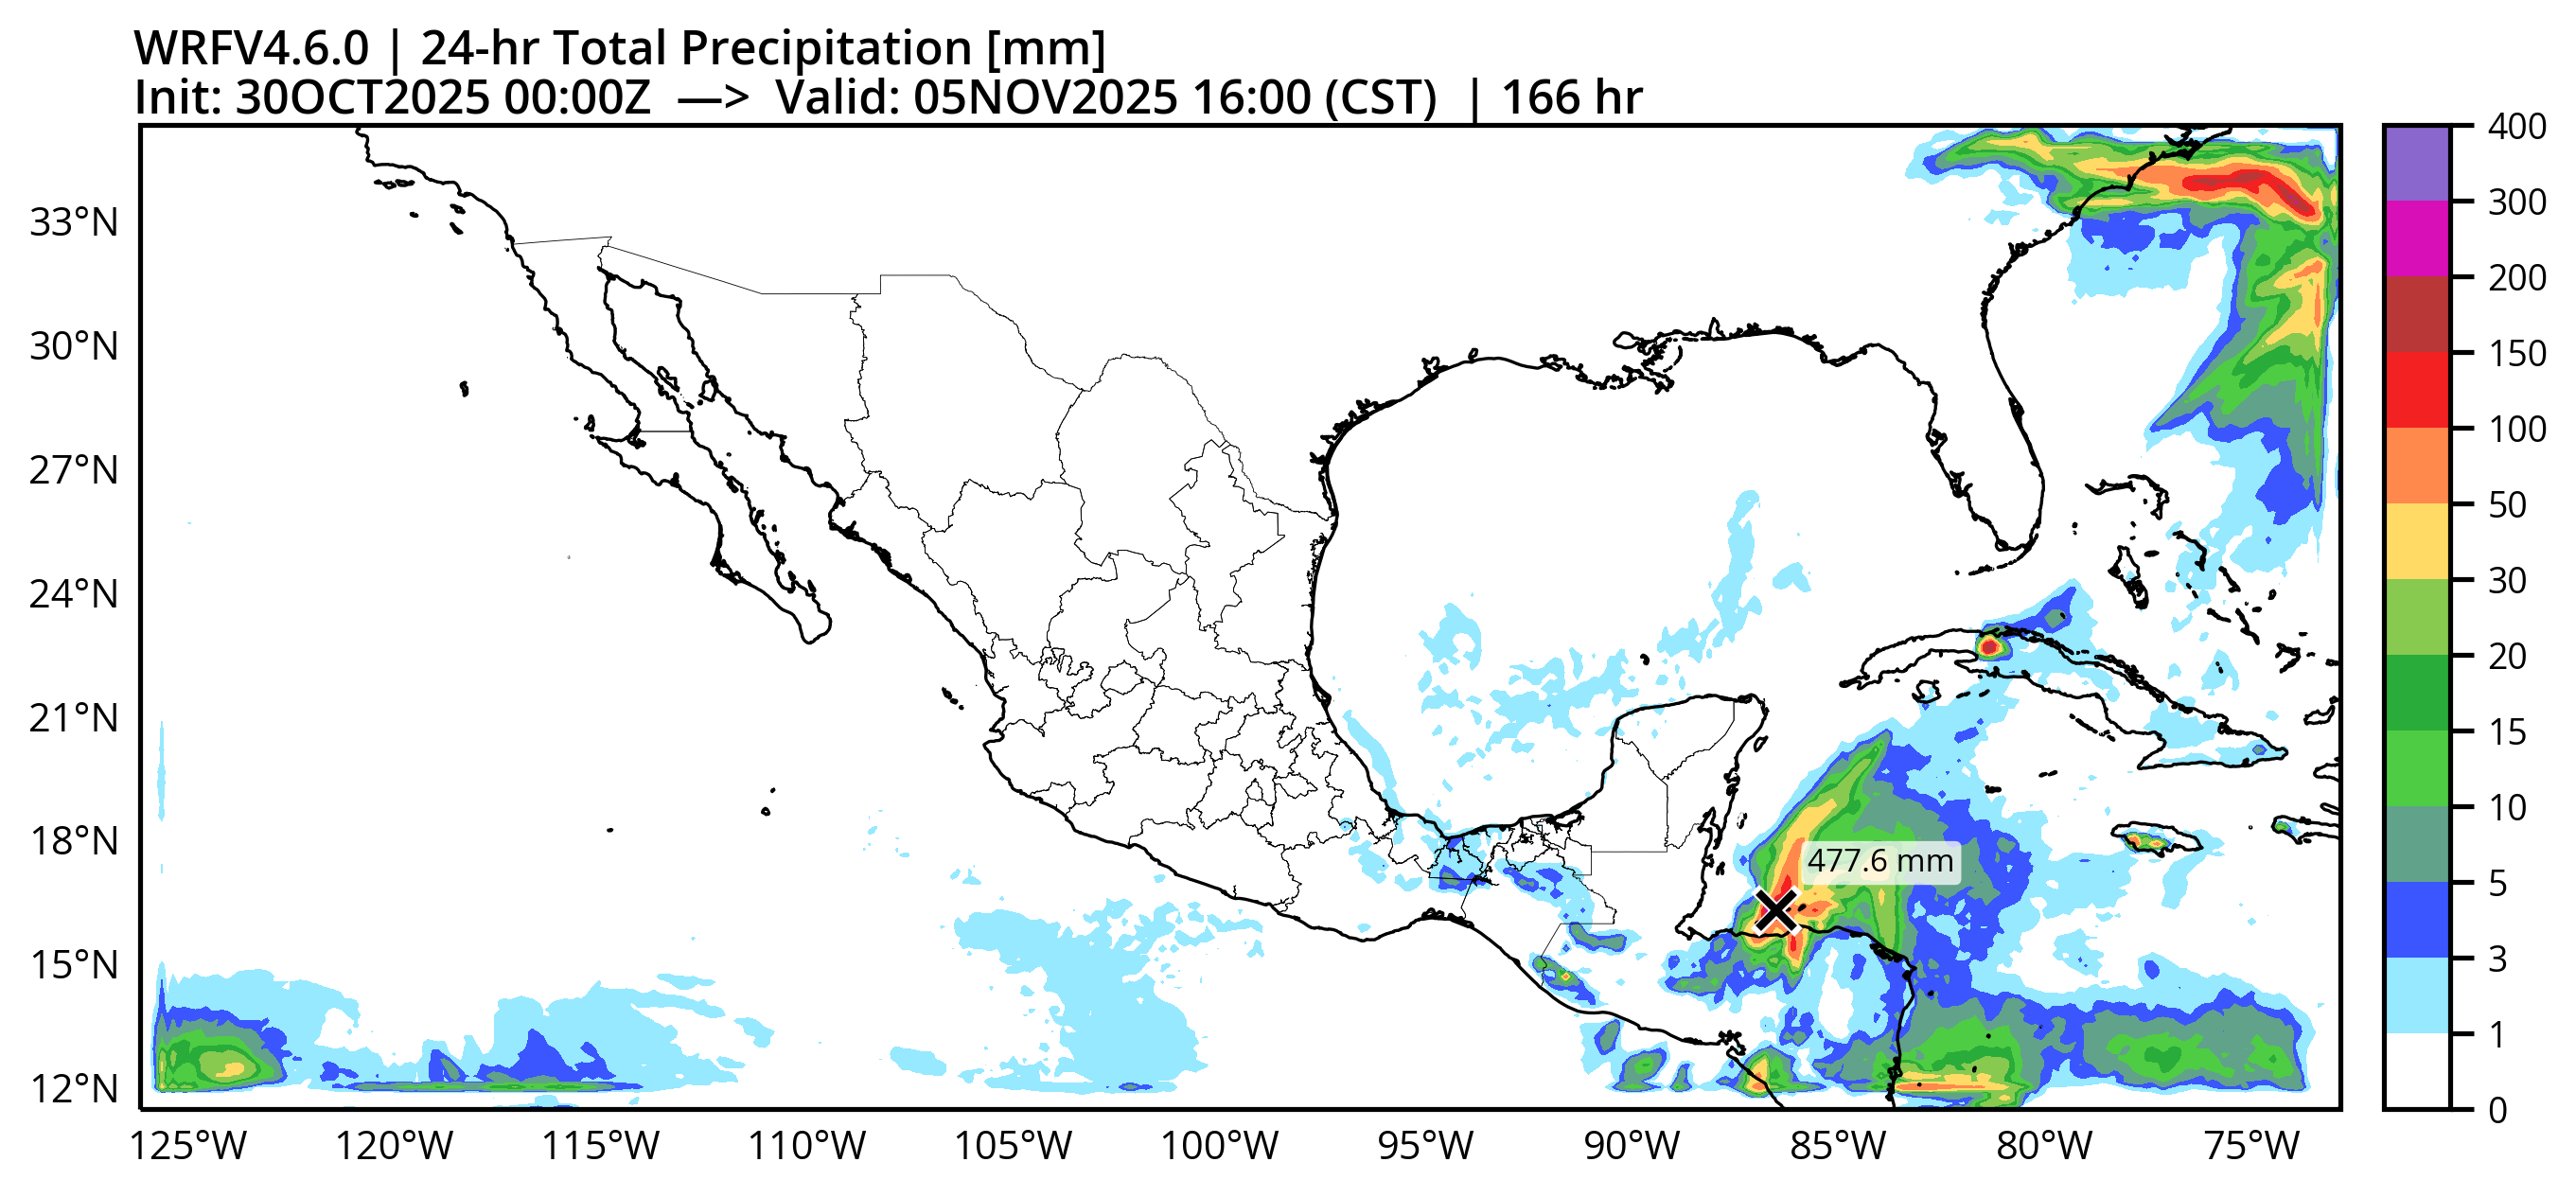 WRFV4.6.0 | 24-hr Total Precipitation [mm]
Init: 30OCT2025 00:00Z —> Valid: 05NOV2025 16:00 (CST) | 166 hr
33°N
30°N
27°N
24°N
21°N
18°N
15°N
12°N
125°W 120°W 115°W 110°W 105°W 100°W 95°W 90°W 85°W 80°W 75°W
477.6 mm
400
300
200
150
100
50
30
20
15
10
5
3
1
0